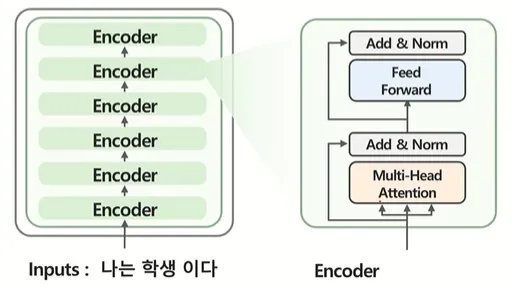 Encoder
Encoder
Encoder
Encoder
Encoder
Encoder
Inputs : 나는 학생 이다
Add & Norm
Feed
Forward
Add & Norm
Multi-Head
Attention
Encoder